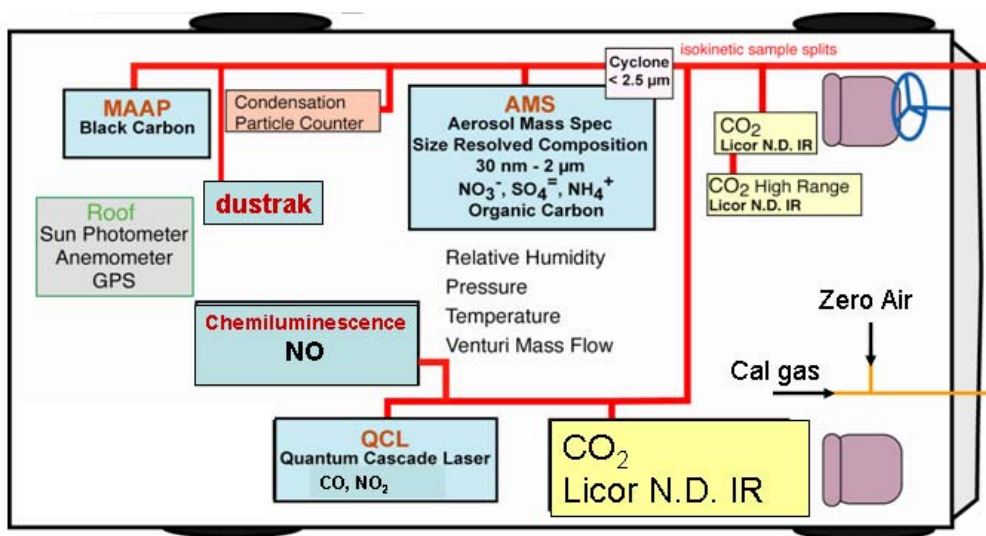 isokinetic sample splits
Cyclone
< 2.5 µm
MAAP
Black Carbon
Condensation
Particle Counter
AMS
Aerosol Mass Spec
Size Resolved Composition
30 nm - 2 µm
NO₃⁻, SO₄⁼, NH₄⁺
Organic Carbon
CO₂
Licor N.D. IR
CO₂ High Range
Licor N.D. IR
dustrak
Roof
Sun Photometer
Anemometer
GPS
Relative Humidity
Pressure
Temperature
Venturi Mass Flow
Chemiluminescence
NO
Zero Air
Cal gas
QCL
Quantum Cascade Laser
CO, NO₂
CO₂
Licor N.D. IR